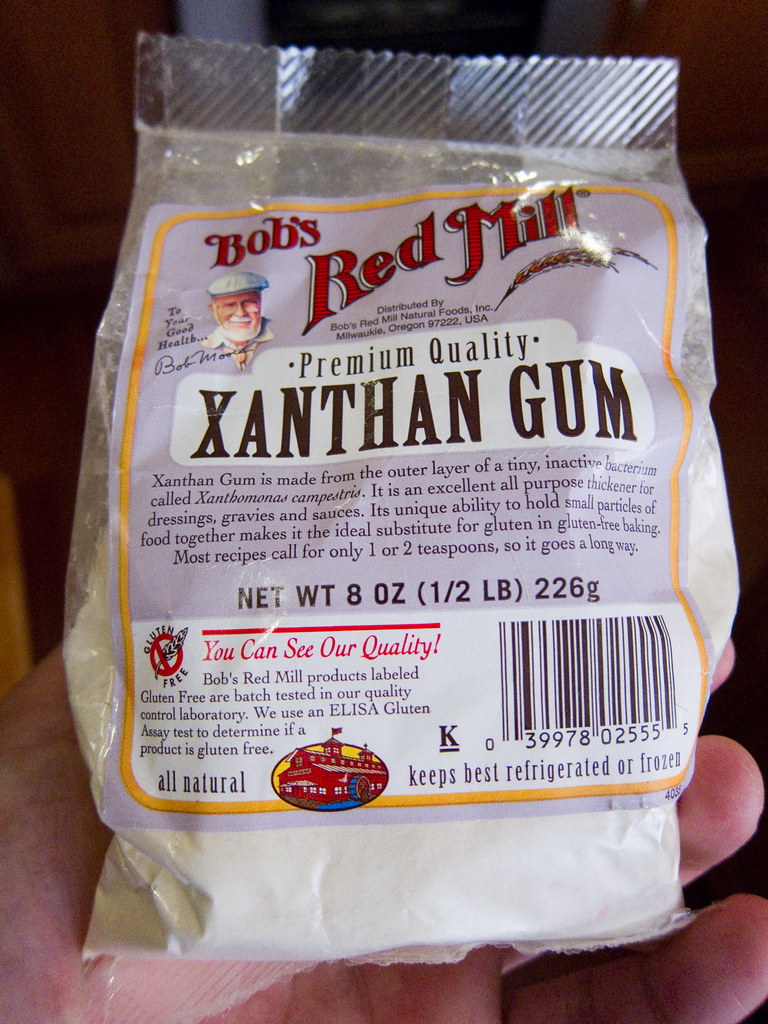 Bob's
Red Mill®
To
Your
Good
Health...
Bob Moore
Distributed By
Bob's Red Mill Natural Foods, Inc.
Milwaukie, Oregon 97222, USA
·Premium Quality·
XANTHAN GUM
Xanthan Gum is made from the outer layer of a tiny, inactive bacterium
called Xanthomonas campestris. It is an excellent all purpose thickener for
dressings, gravies and sauces. Its unique ability to hold small particles of
food together makes it the ideal substitute for gluten in gluten-free baking.
Most recipes call for only 1 or 2 teaspoons, so it goes a long way.
NET WT 8 OZ (1/2 LB) 226g
GLUTEN
FREE
You Can See Our Quality!
Bob's Red Mill products labeled
Gluten Free are batch tested in our quality
control laboratory. We use an ELISA Gluten
Assay test to determine if a
product is gluten free.
K
0 39978 02555 5
all natural
keeps best refrigerated or frozen